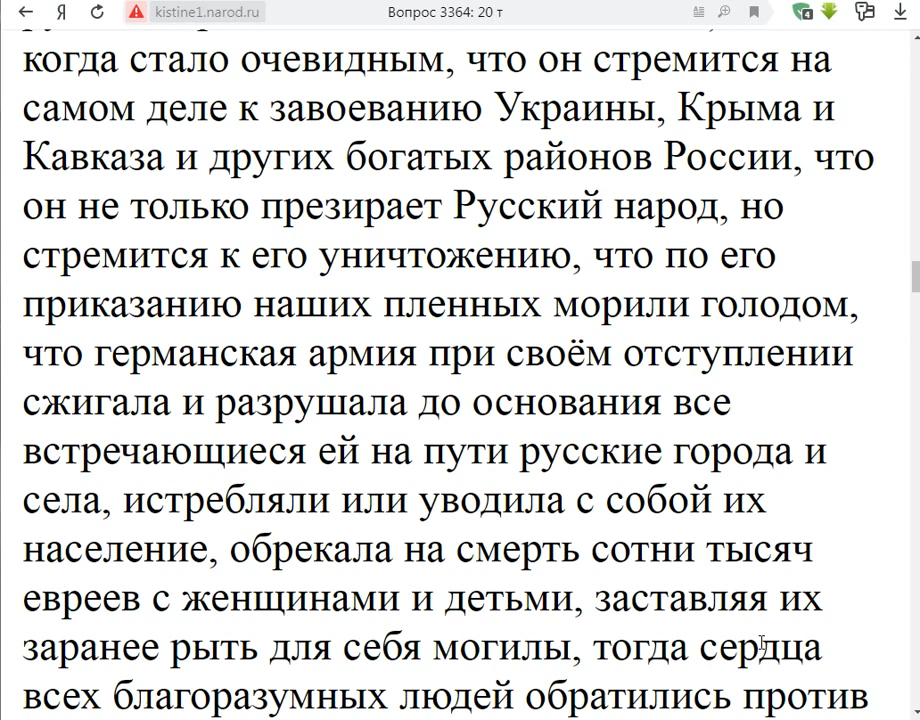 kistine1.narod.ru
Вопрос 3364: 20 т
4
когда стало очевидным, что он стремится на
самом деле к завоеванию Украины, Крыма и
Кавказа и других богатых районов России, что
он не только презирает Русский народ, но
стремится к его уничтожению, что по его
приказанию наших пленных морили голодом,
что германская армия при своём отступлении
сжигала и разрушала до основания все
встречающиеся ей на пути русские города и
села, истребляли или уводила с собой их
население, обрекала на смерть сотни тысяч
евреев с женщинами и детьми, заставляя их
заранее рыть для себя могилы, тогда сердца
всех благоразумных людей обратились против